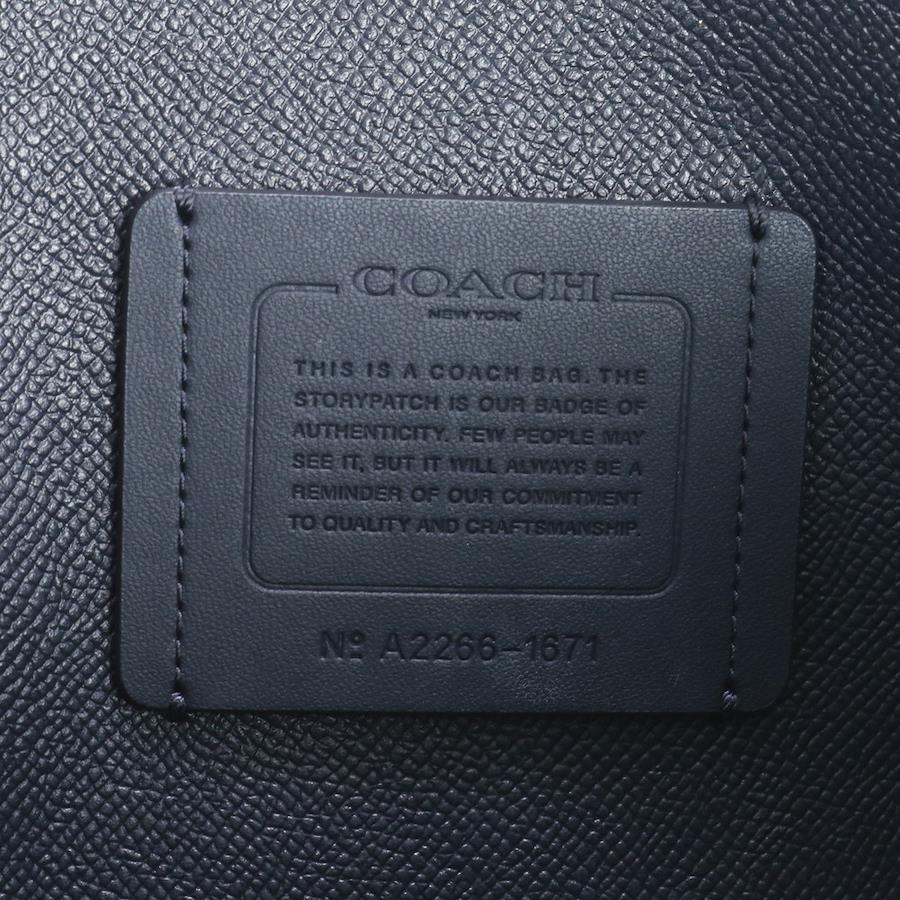 COACH
NEW YORK
THIS IS A COACH BAG. THE
STORYPATCH IS OUR BADGE OF
AUTHENTICITY. FEW PEOPLE MAY
SEE IT, BUT IT WILL ALWAYS BE A
REMINDER OF OUR COMMITMENT
TO QUALITY AND CRAFTSMANSHIP.
Nº A2266-1671